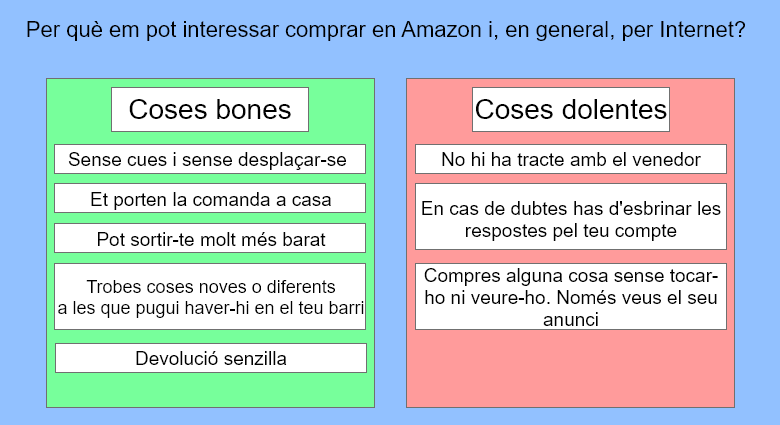 Per què em pot interessar comprar en Amazon i, en general, per Internet?
Coses bones
Sense cues i sense desplaçar-se
Et porten la comanda a casa
Pot sortir-te molt més barat
Trobes coses noves o diferents
a les que pugui haver-hi en el teu barri
Devolució senzilla
Coses dolentes
No hi ha tracte amb el venedor
En cas de dubtes has d'esbrinar les
respostes pel teu compte
Compres alguna cosa sense tocar-
ho ni veure-ho. Només veus el seu
anunci